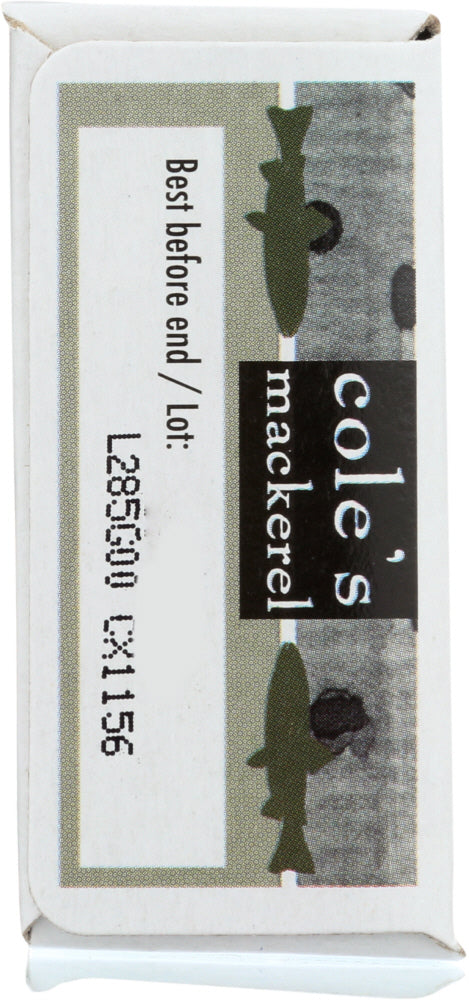 cole's
mackerel
Best before end / Lot:
L285G00 CX1156